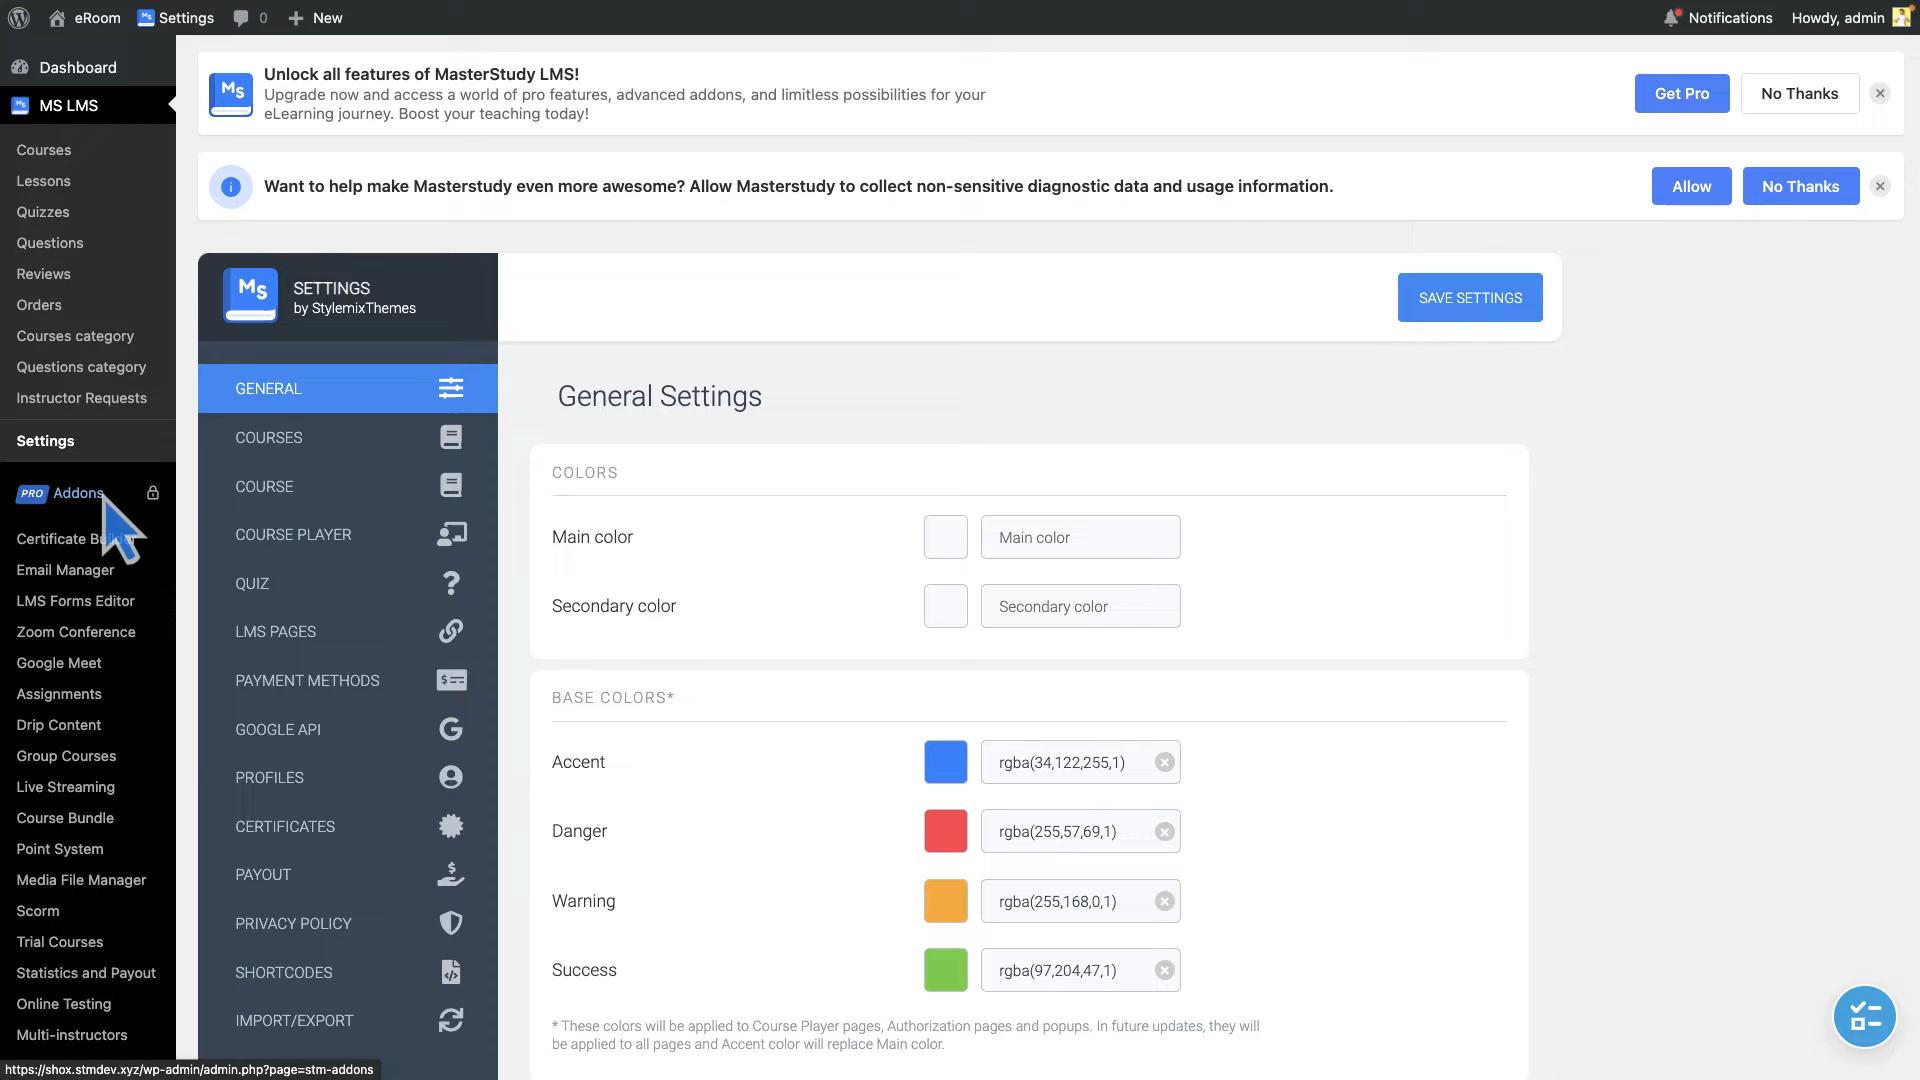 eRoom
Settings
0
New
Notifications
Howdy, admin
Dashboard
MS LMS
Courses
Lessons
Quizzes
Questions
Reviews
Orders
Courses category
Questions category
Instructor Requests
Settings
PRO Addons
Certificate Builder
Email Manager
LMS Forms Editor
Zoom Conference
Google Meet
Assignments
Drip Content
Group Courses
Live Streaming
Course Bundle
Point System
Media File Manager
Scorm
Trial Courses
Statistics and Payout
Online Testing
Multi-instructors
https://shox.stmdev.xyz/wp-admin/admin.php?page=stm-addons
Ms
Unlock all features of MasterStudy LMS!
Upgrade now and access a world of pro features, advanced addons, and limitless possibilities for your
eLearning journey. Boost your teaching today!
Get Pro
No Thanks
Want to help make Masterstudy even more awesome? Allow Masterstudy to collect non-sensitive diagnostic data and usage information.
Allow
No Thanks
Ms
SETTINGS
by StylemixThemes
SAVE SETTINGS
GENERAL
COURSES
COURSE
COURSE PLAYER
QUIZ
LMS PAGES
PAYMENT METHODS
GOOGLE API
PROFILES
CERTIFICATES
PAYOUT
PRIVACY POLICY
SHORTCODES
IMPORT/EXPORT
General Settings
COLORS
Main color
Main color
Secondary color
Secondary color
BASE COLORS*
Accent
rgba(34,122,255,1)
Danger
rgba(255,57,69,1)
Warning
rgba(255,168,0,1)
Success
rgba(97,204,47,1)
* These colors will be applied to Course Player pages, Authorization pages and popups. In future updates, they will
be applied to all pages and Accent color will replace Main color.